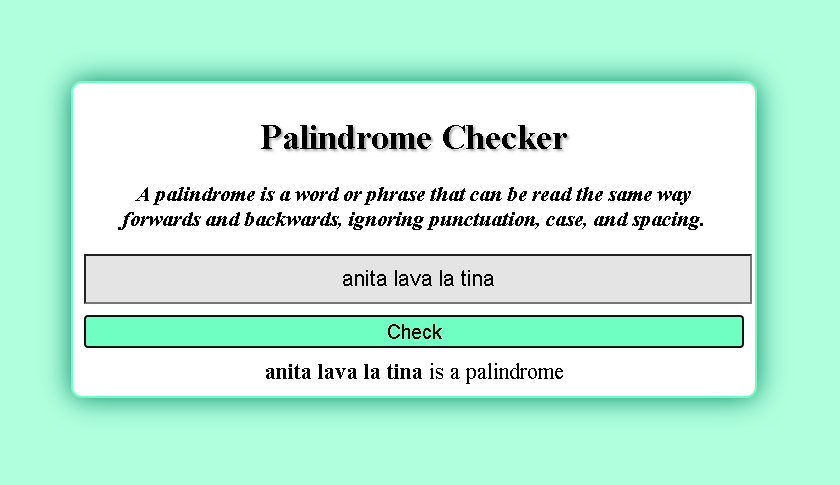 Palindrome Checker
A palindrome is a word or phrase that can be read the same way
forwards and backwards, ignoring punctuation, case, and spacing.
anita lava la tina
Check
anita lava la tina is a palindrome